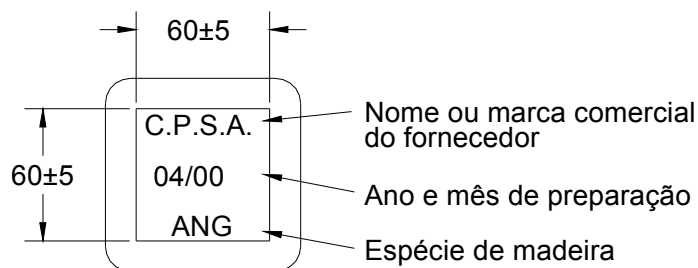 60±5
C.P.S.A.
Nome ou marca comercial
do fornecedor
60±5
04/00
Ano e mês de preparação
ANG
Espécie de madeira